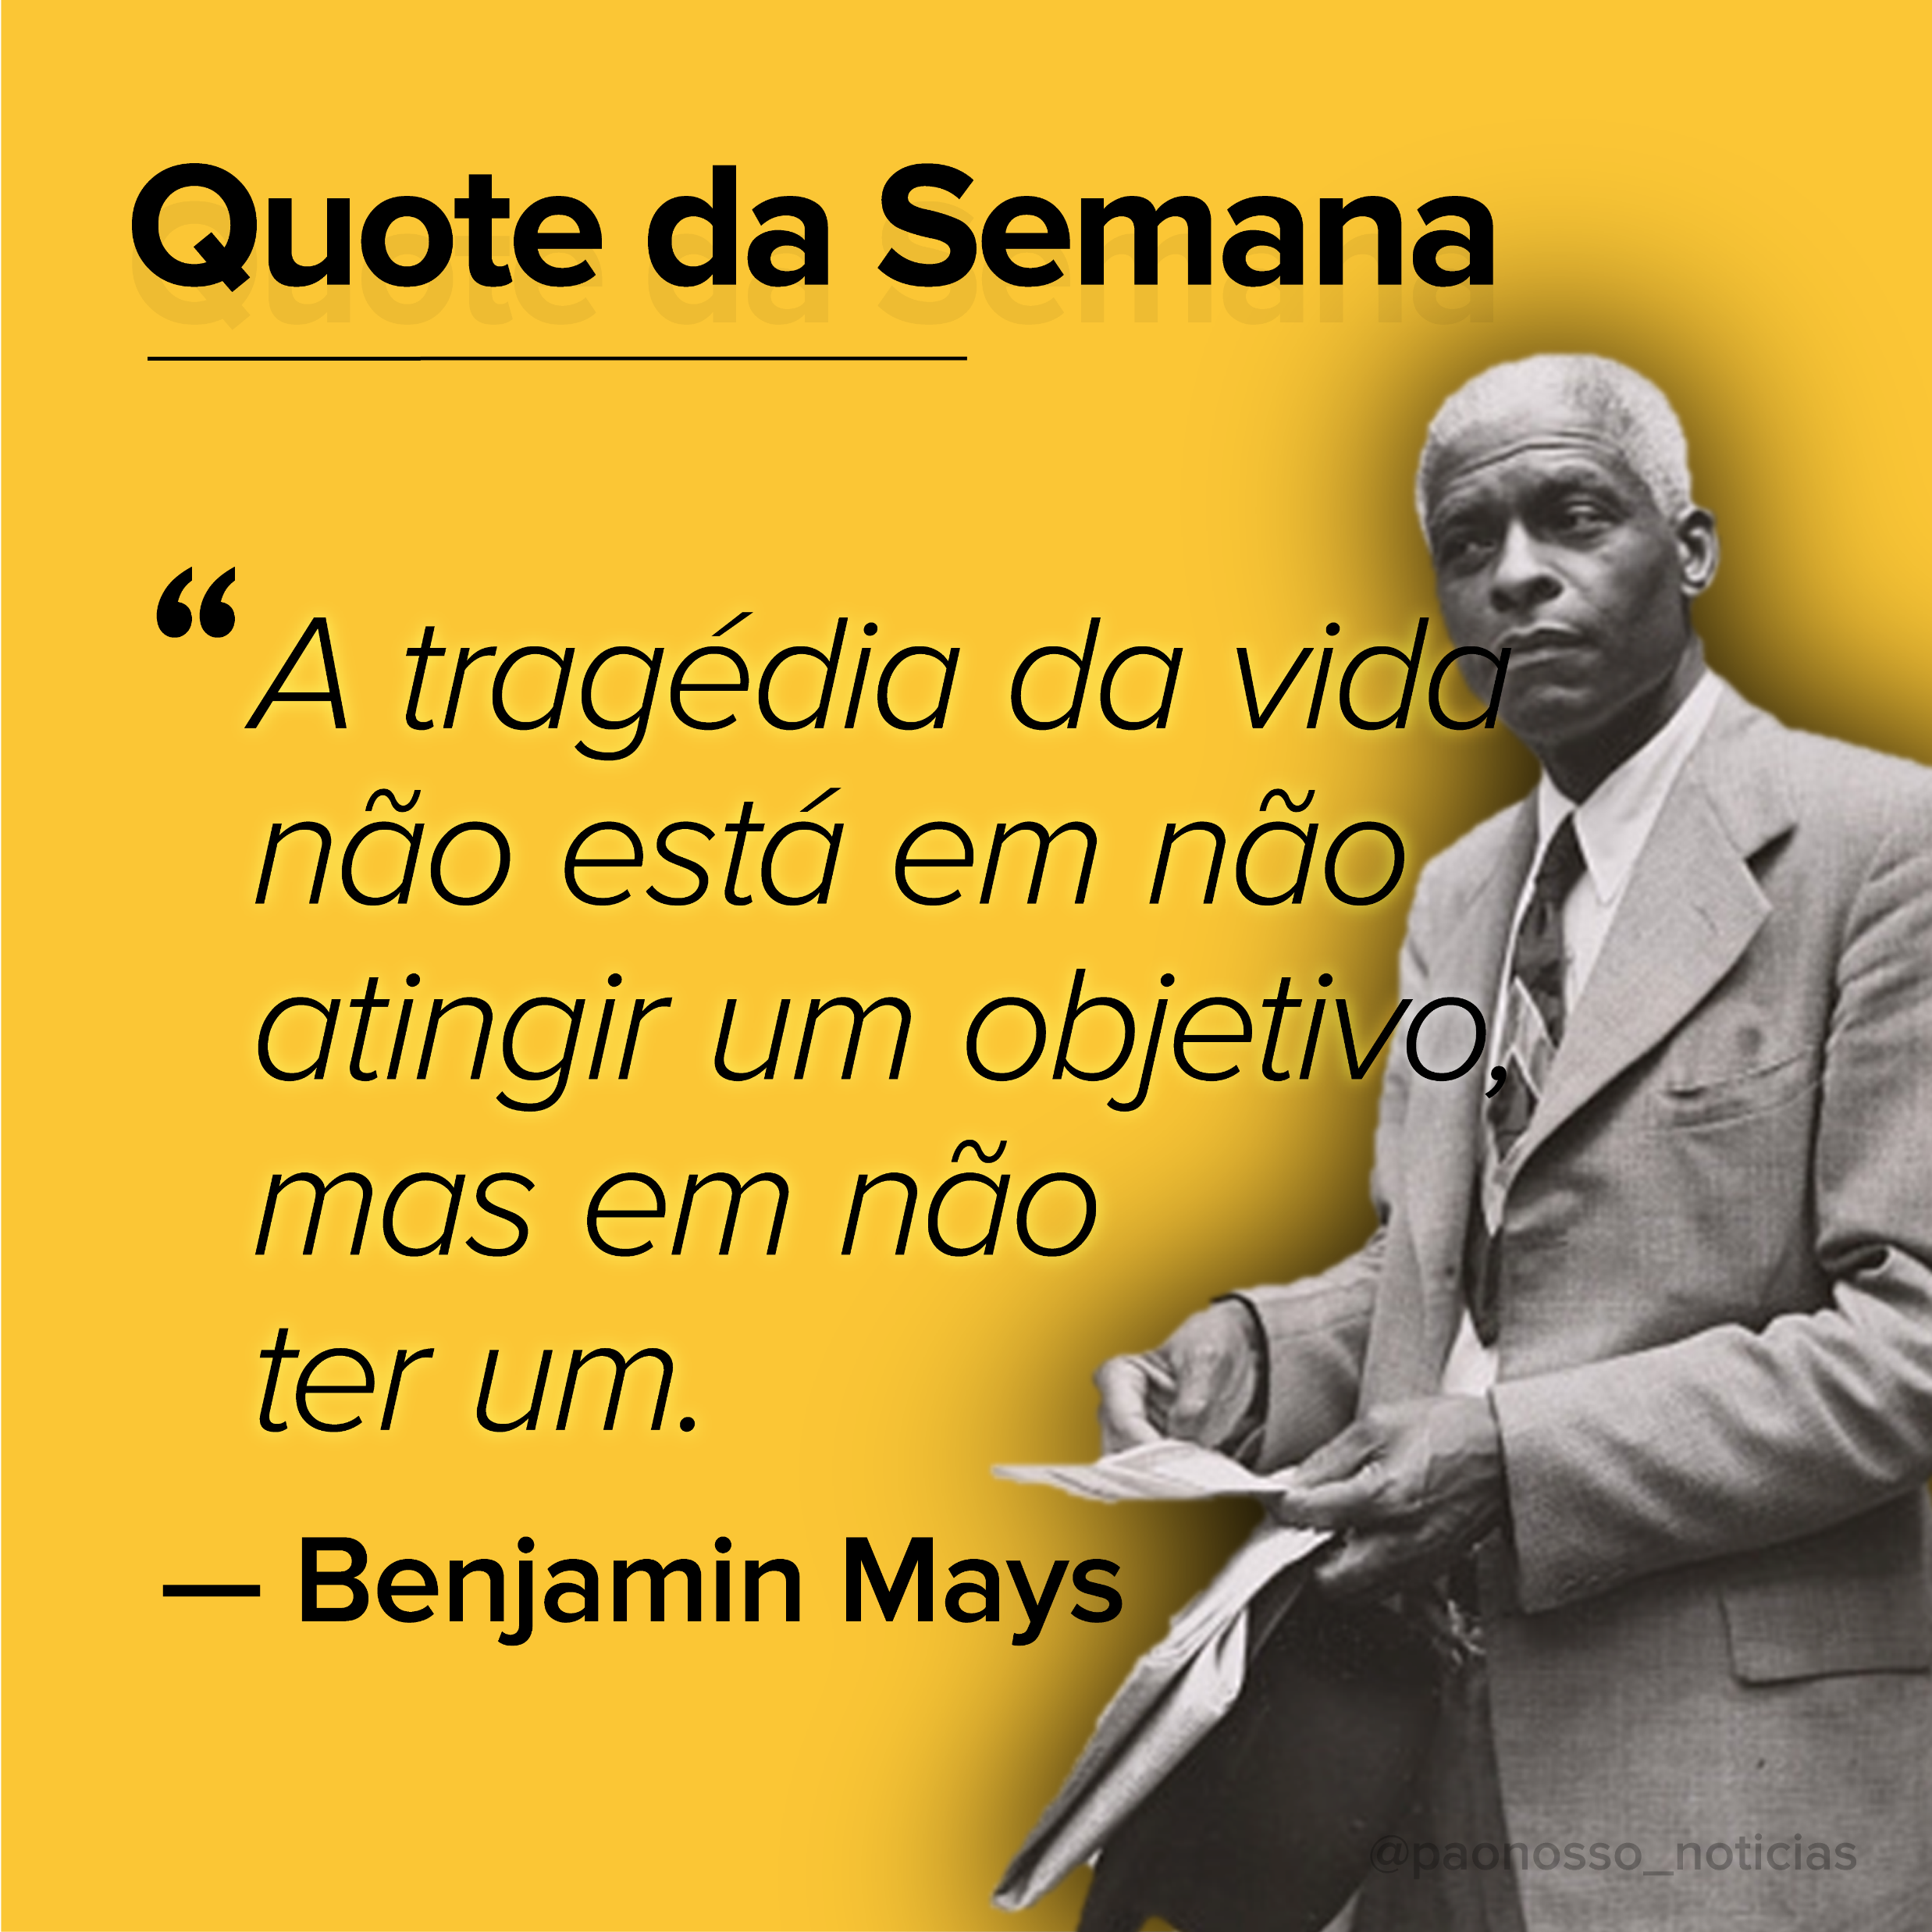 Quote da Semana
“A tragédia da vida
não está em não
atingir um objetivo,
mas em não
ter um.
— Benjamin Mays
@paonosso_noticias